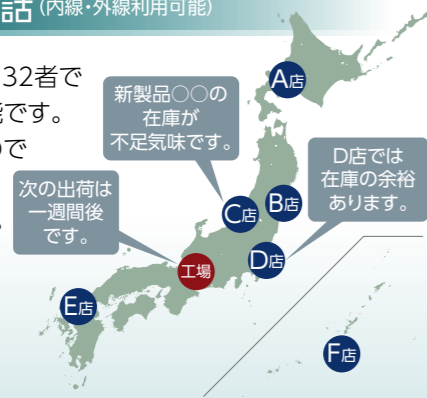 話(内線・外線利用可能)
32者で
能です。
で
新製品○○の
在庫が
不足気味です。
次の出荷は
一週間後
です。
D店では
在庫の余裕
あります。
A店
B店
C店
D店
工場
E店
F店